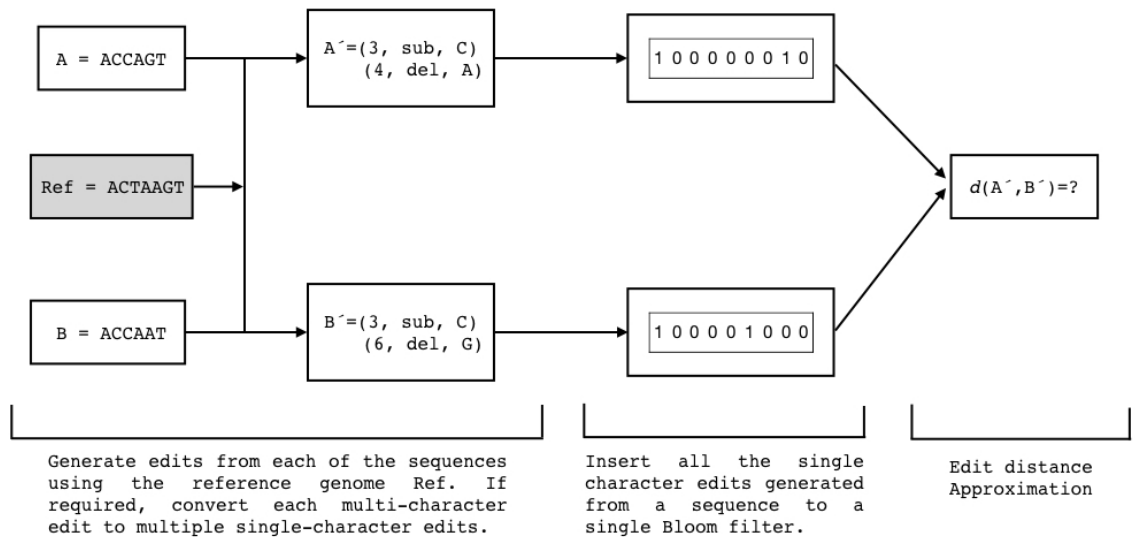 A = ACCAGT
A´=(3, sub, C)
(4, del, A)
1 0 0 0 0 0 0 1 0
Ref = ACTAAGT
d(A´,B´)=?
B = ACCAAT
B´=(3, sub, C)
(6, del, G)
1 0 0 0 0 1 0 0 0
Generate edits from each of the sequences
using the reference genome Ref. If
required, convert each multi-character
edit to multiple single-character edits.
Insert all the single
character edits generated
from a sequence to a
single Bloom filter.
Edit distance
Approximation